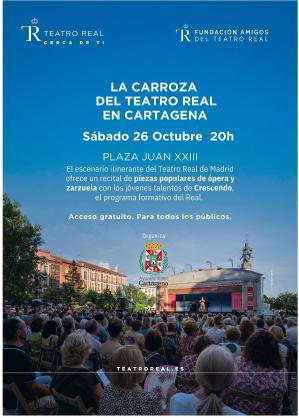 TEATRO REAL
CERCA DE TI
FUNDACIÓN AMIGOS
DEL TEATRO REAL
LA CARROZA
DEL TEATRO REAL
EN CARTAGENA
Sábado 26 Octubre 20h
PLAZA JUAN XXIII
El escenario itinerante del Teatro Real de Madrid
ofrece un recital de piezas populares de ópera y
zarzuela con los jóvenes talentos de Crescendo,
el programa formativo del Real.
Acceso gratuito. Para todos los públicos.
Organiza
Cartagena
TEATROREAL.ES